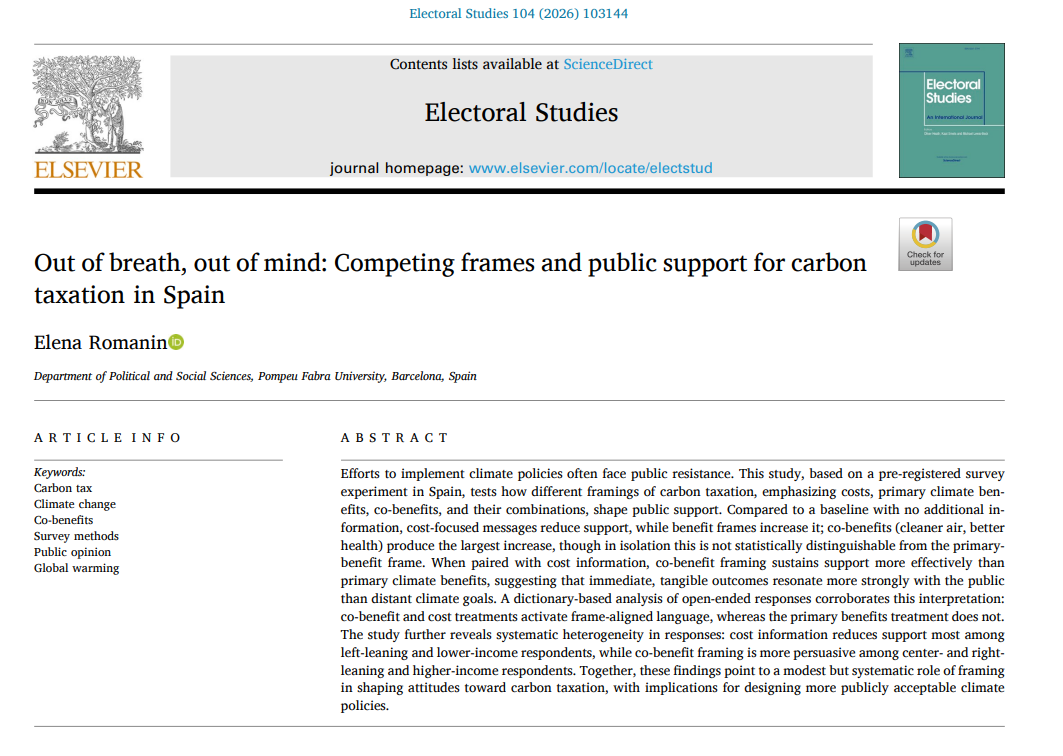 Electoral Studies 104 (2026) 103144
Contents lists available at ScienceDirect
Electoral Studies
journal homepage: www.elsevier.com/locate/electstud
ELSEVIER
Electoral
Studies
An International Journal
Check for
updates
Out of breath, out of mind: Competing frames and public support for carbon
taxation in Spain
Elena Romanin
iD
Department of Political and Social Sciences, Pompeu Fabra University, Barcelona, Spain
ARTICLE INFO
Keywords:
Carbon tax
Climate change
Co-benefits
Survey methods
Public opinion
Global warming
ABSTRACT
Efforts to implement climate policies often face public resistance. This study, based on a pre-registered survey
experiment in Spain, tests how different framings of carbon taxation, emphasizing costs, primary climate ben-
efits, co-benefits, and their combinations, shape public support. Compared to a baseline with no additional in-
formation, cost-focused messages reduce support, while benefit frames increase it; co-benefits (cleaner air, better
health) produce the largest increase, though in isolation this is not statistically distinguishable from the primary-
benefit frame. When paired with cost information, co-benefit framing sustains support more effectively than
primary climate benefits, suggesting that immediate, tangible outcomes resonate more strongly with the public
than distant climate goals. A dictionary-based analysis of open-ended responses corroborates this interpretation:
co-benefit and cost treatments activate frame-aligned language, whereas the primary benefits treatment does not.
The study further reveals systematic heterogeneity in responses: cost information reduces support most among
left-leaning and lower-income respondents, while co-benefit framing is more persuasive among center- and right-
leaning and higher-income respondents. Together, these findings point to a modest but systematic role of framing
in shaping attitudes toward carbon taxation, with implications for designing more publicly acceptable climate
policies.